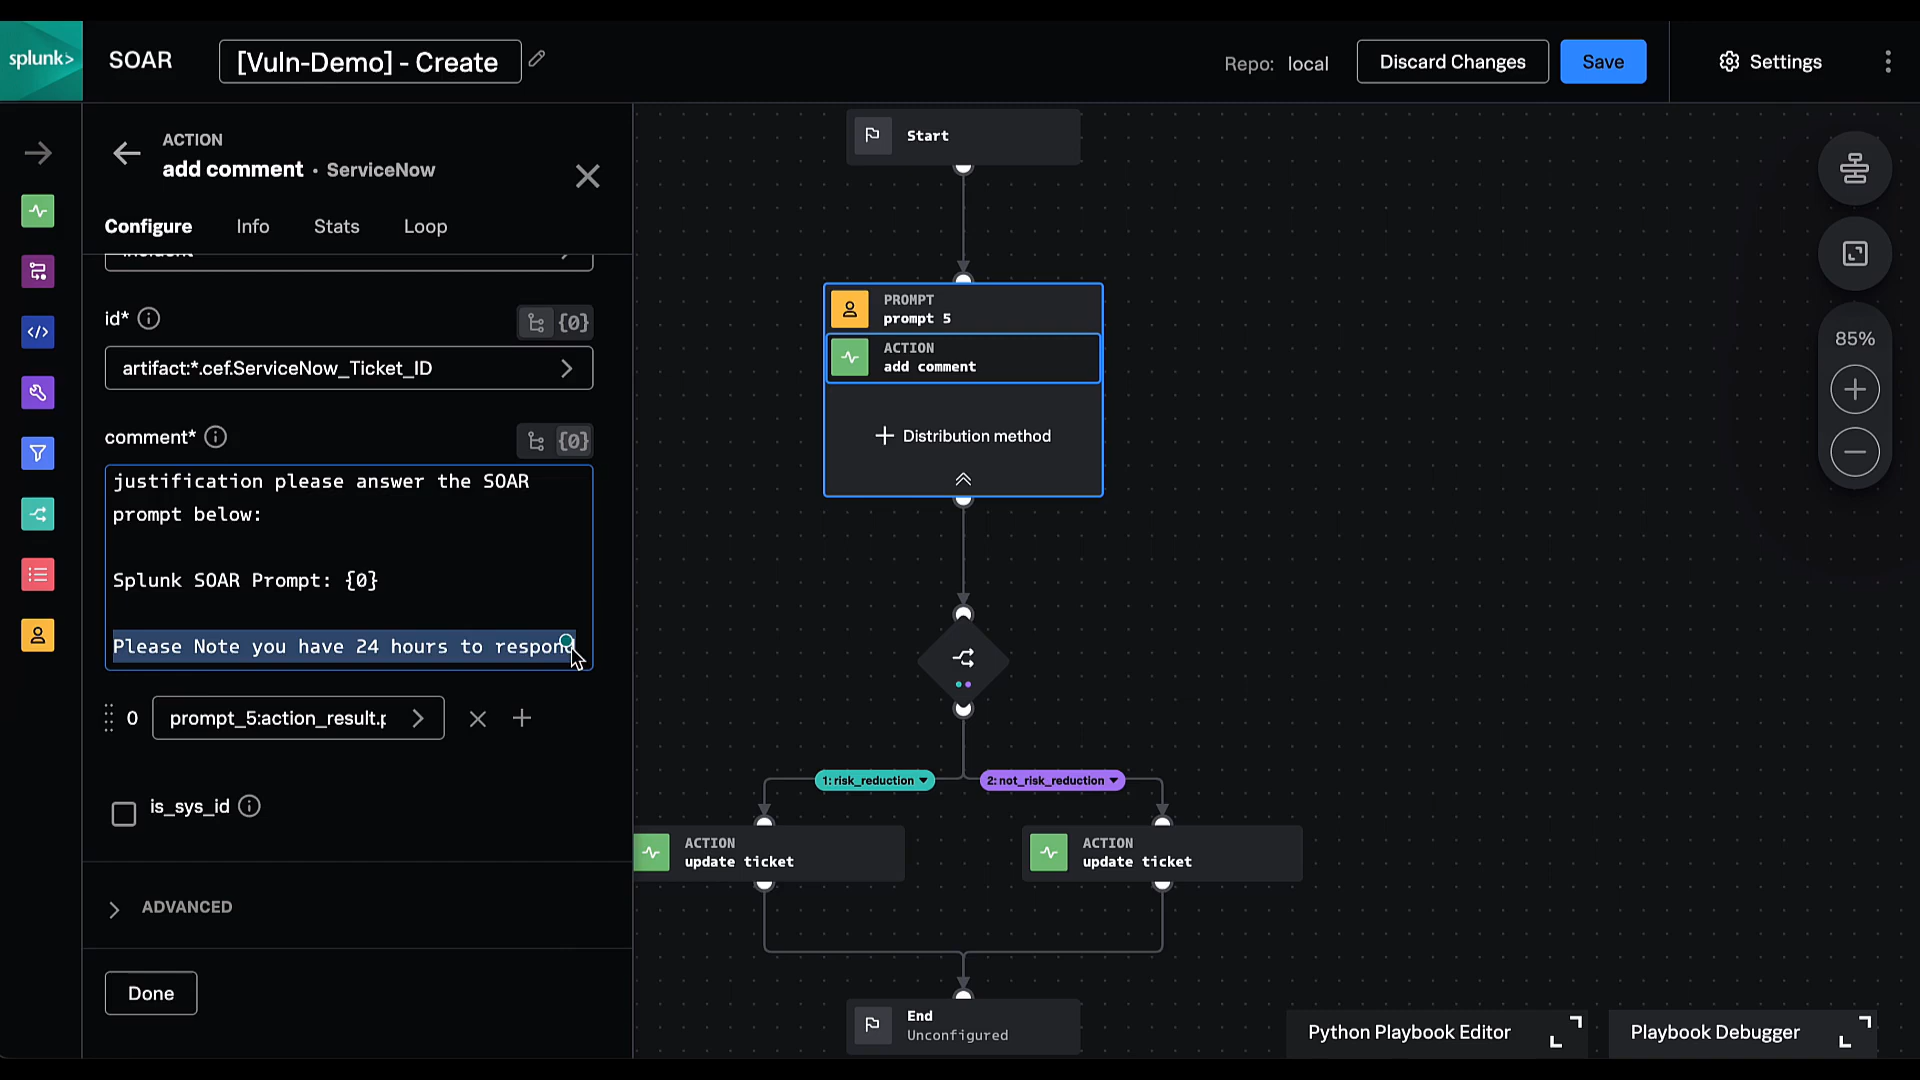 splunk>
SOAR
[Vuln-Demo] - Create
Repo: local
Discard Changes
Save
Settings
ACTION
add comment · ServiceNow
Configure
Info
Stats
Loop
id*
{0}
artifact:*.cef.ServiceNow_Ticket_ID
comment*
{0}
justification please answer the SOAR
prompt below:
Splunk SOAR Prompt: {0}
Please Note you have 24 hours to respond
0
prompt_5:action_result.p
is_sys_id
ADVANCED
Done
Start
PROMPT
prompt 5
ACTION
add comment
Distribution method
1: risk_reduction
2: not_risk_reduction
ACTION
update ticket
ACTION
update ticket
End
Unconfigured
85%
Python Playbook Editor
Playbook Debugger